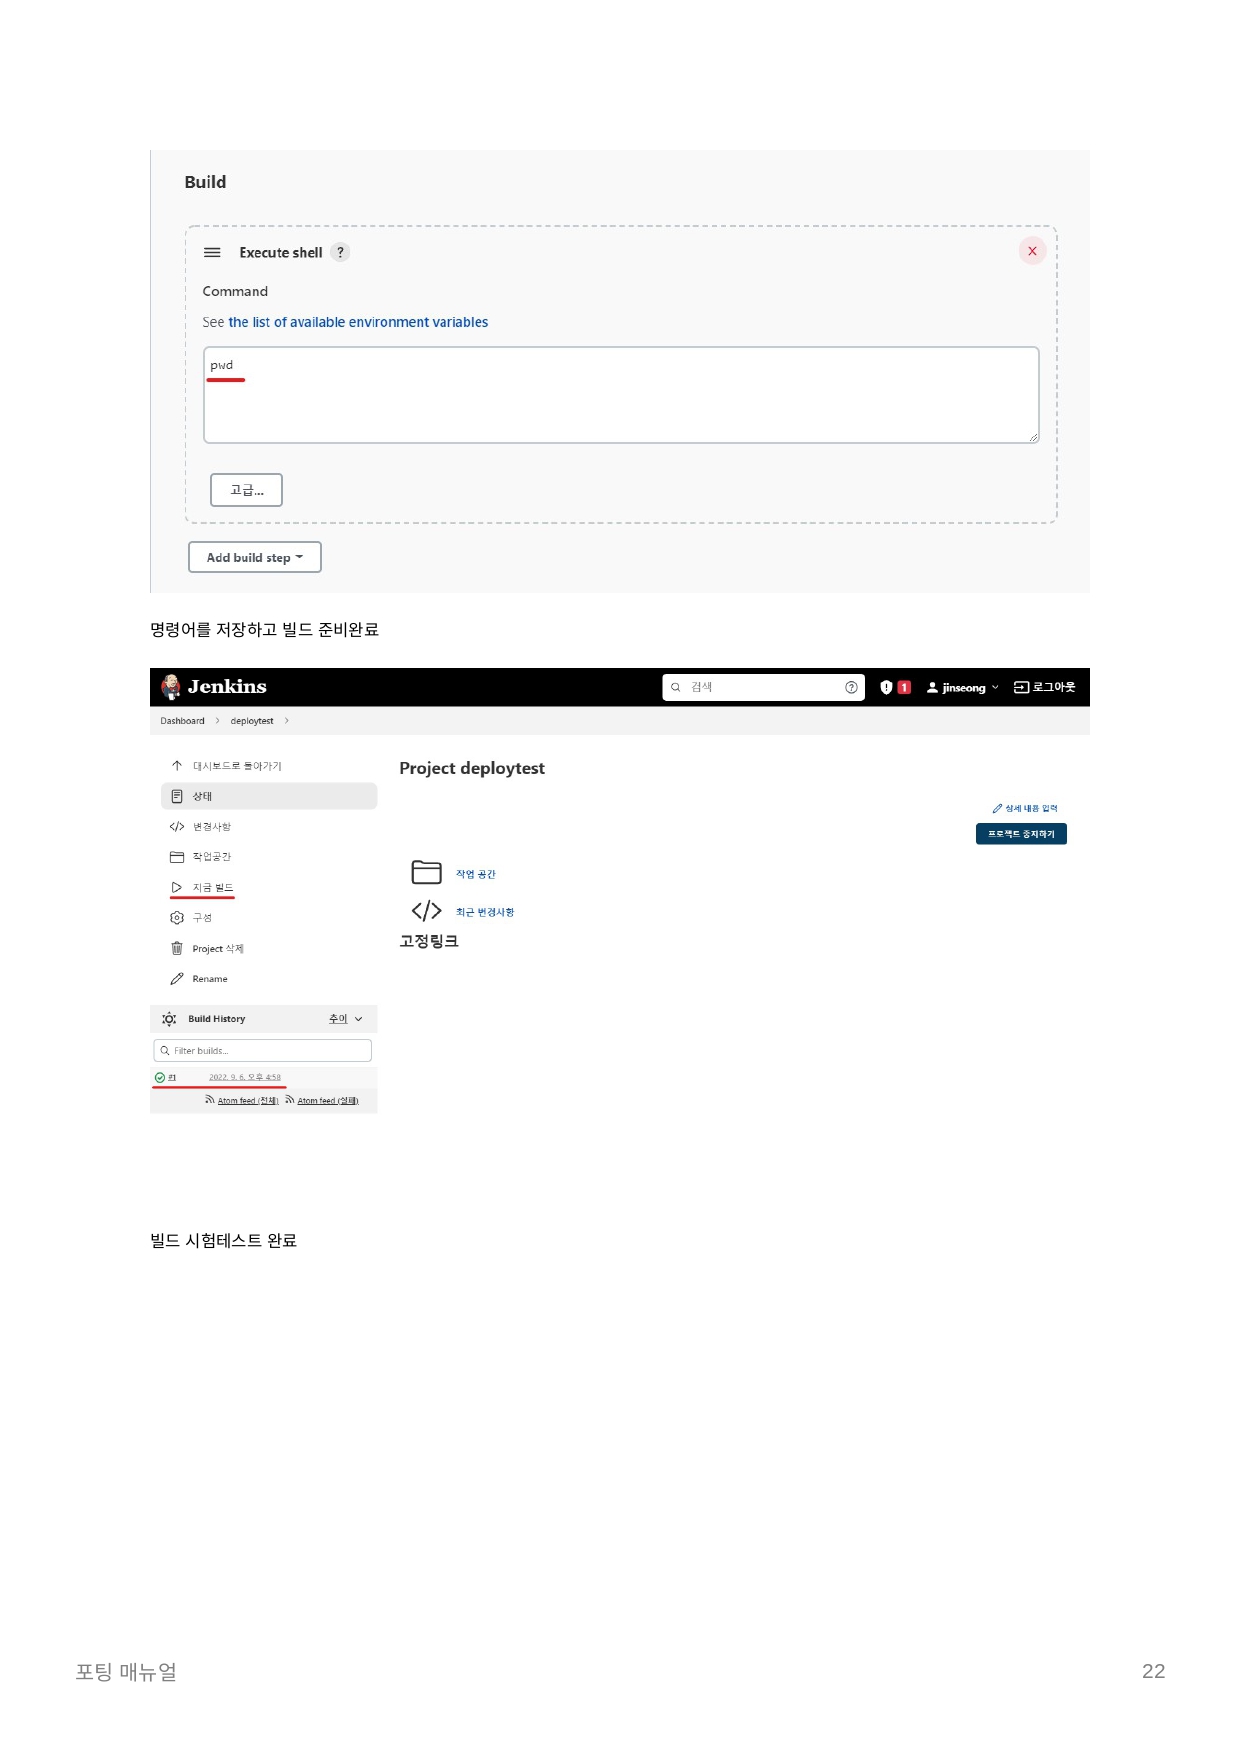 Build
Execute shell ?
X
Command
See the list of available environment variables
pwd
고급...
Add build step
명령어를 저장하고 빌드 준비완료
Jenkins
검색
1
jinseong
로그아웃
Dashboard
deploytest
대시보드로 돌아가기
상태
변경사항
작업공간
지금 빌드
구성
Project 삭제
Rename
Build History
추이
Filter builds...
#1 2022. 9. 6. 오후 4:58
Atom feed (전체) Atom feed (실패)
Project deploytest
상세 내용 입력
프로젝트 중지하기
작업 공간
최근 변경사항
고정링크
빌드 시험테스트 완료
포팅 매뉴얼
22